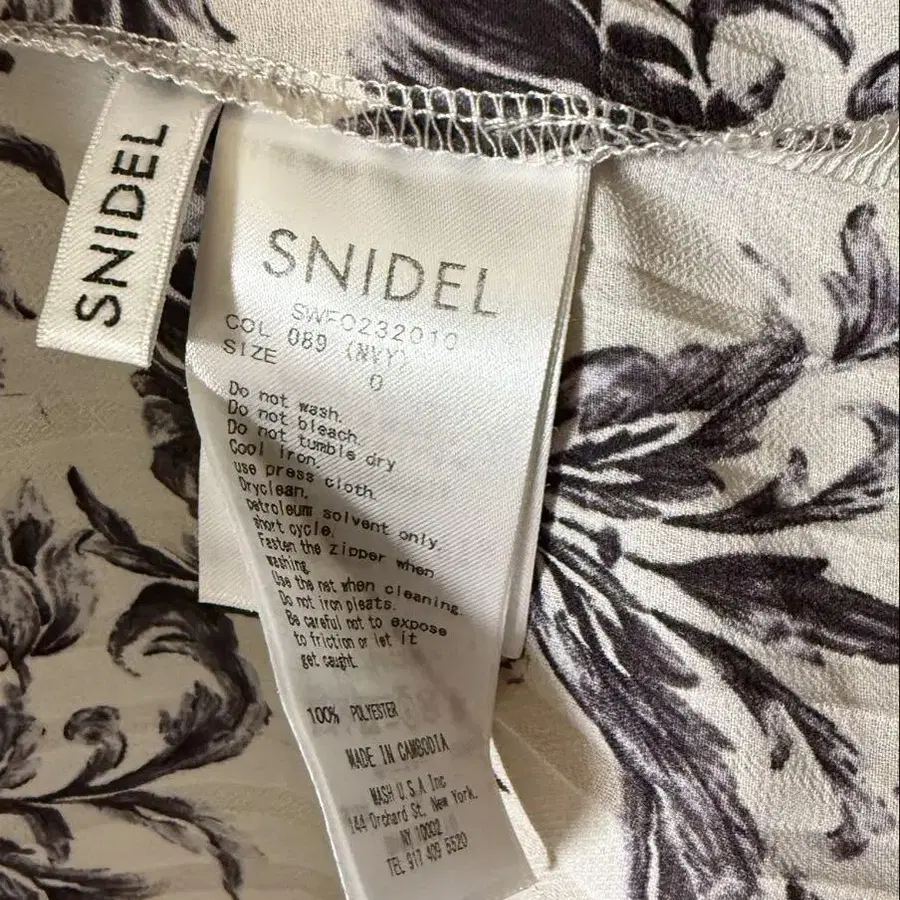 SNIDEL
SNIDEL
SWFO232010
COL 089 (NVY)
SIZE 0
Do not wash.
Do not bleach.
Do not tumble dry
Cool iron.
use press cloth.
Dryclean,
petroleum solvent only.
short cycle.
Fasten the zipper when
washing.
Use the net when cleaning.
Do not iron pleats.
Be careful not to expose
to friction or let it
get caught.
100% POLYESTER
MADE IN CAMBODIA
MASH U.S.A Inc
144 Orchard St, New York,
NY 10002
TEL 917 409 5520